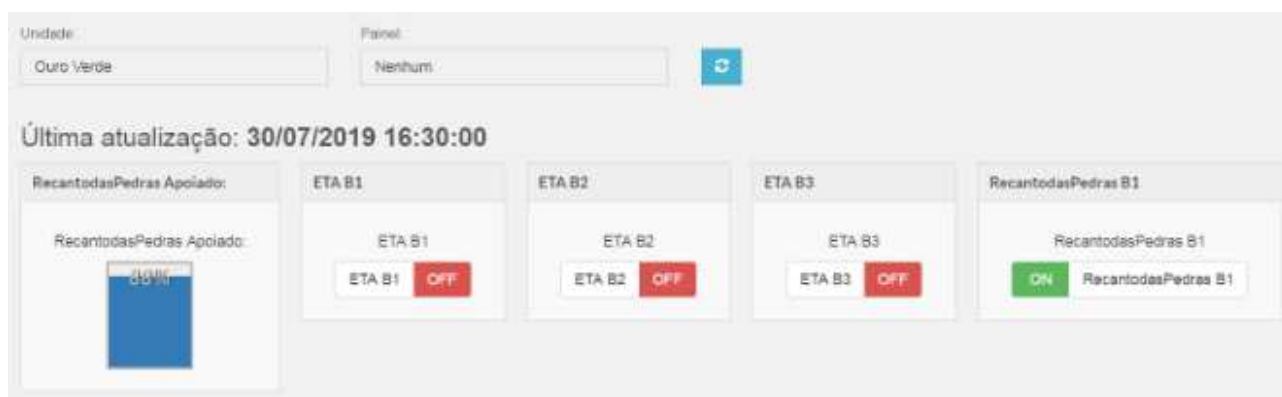 Unidade: Painel:
Ouro Verde Nenhum
Última atualização: 30/07/2019 16:30:00
RecantodasPedras Apoiado: ETA B1 ETA B2 ETA B3 RecantodasPedras B1
RecantodasPedras Apoiado: ETA B1 ETA B2 ETA B3 RecantodasPedras B1
ETA B1 OFF ETA B2 OFF ETA B3 OFF ON RecantodasPedras B1